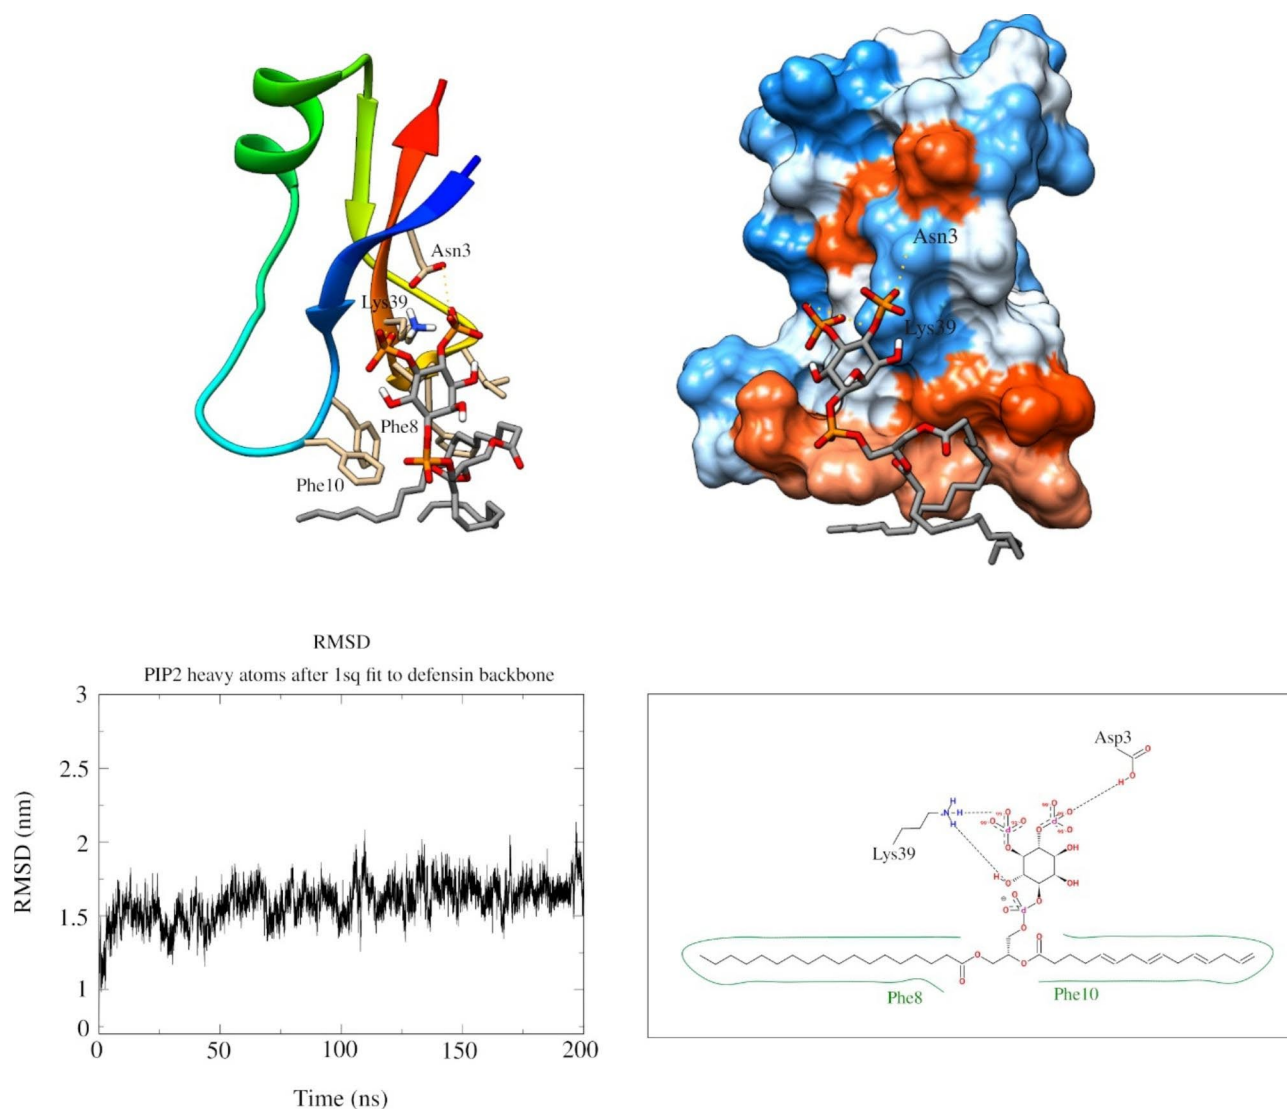 Asn3
Lys39
Phe8
Phe10
Asn3
Lys39
RMSD
PIP2 heavy atoms after 1sq fit to defensin backbone
3
2.5
2
1.5
1
0
RMSD (nm)
0 50 100 150 200
Time (ns)
Asp3
Lys39
Phe8
Phe10